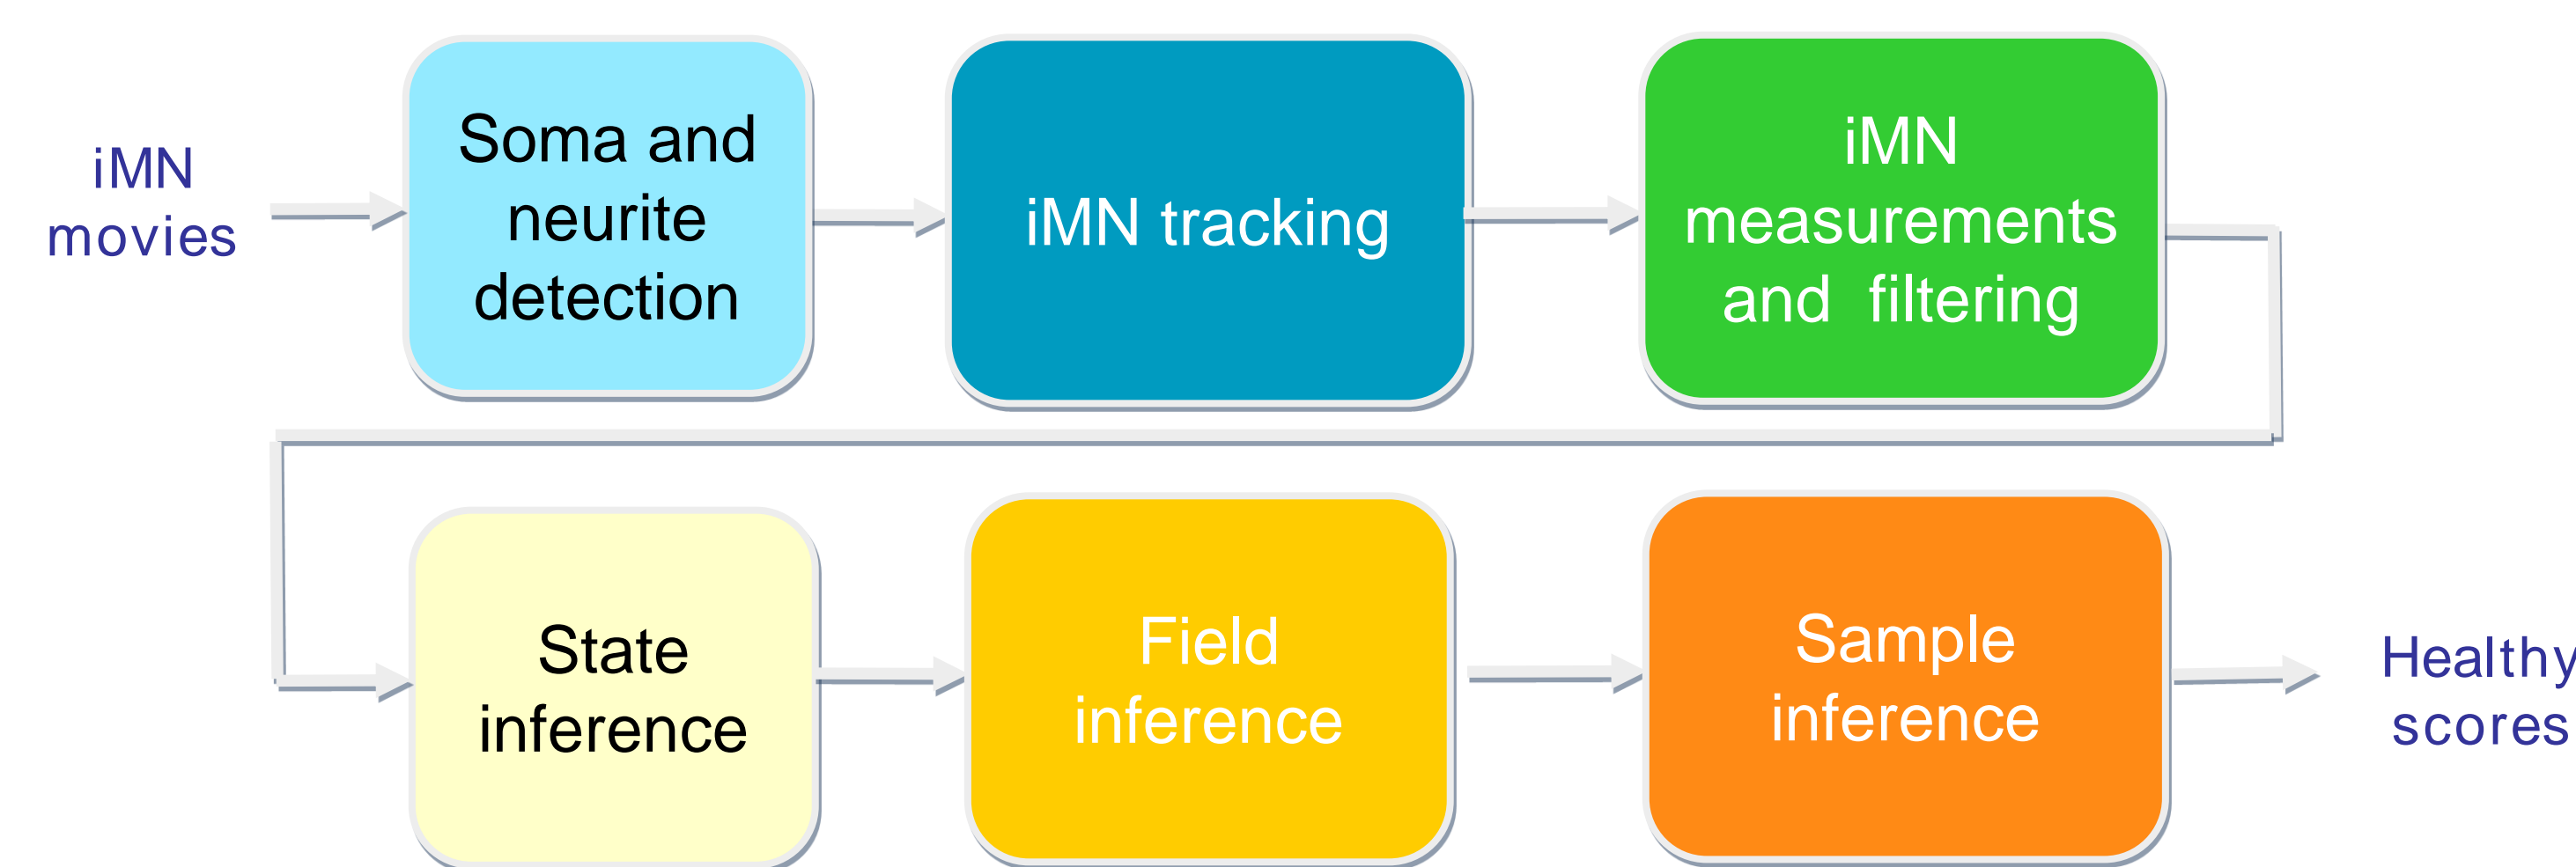 iMN
movies
Soma and
neurite
detection
iMN tracking
iMN
measurements
and filtering
State
inference
Field
inference
Sample
inference
Healthy
scores